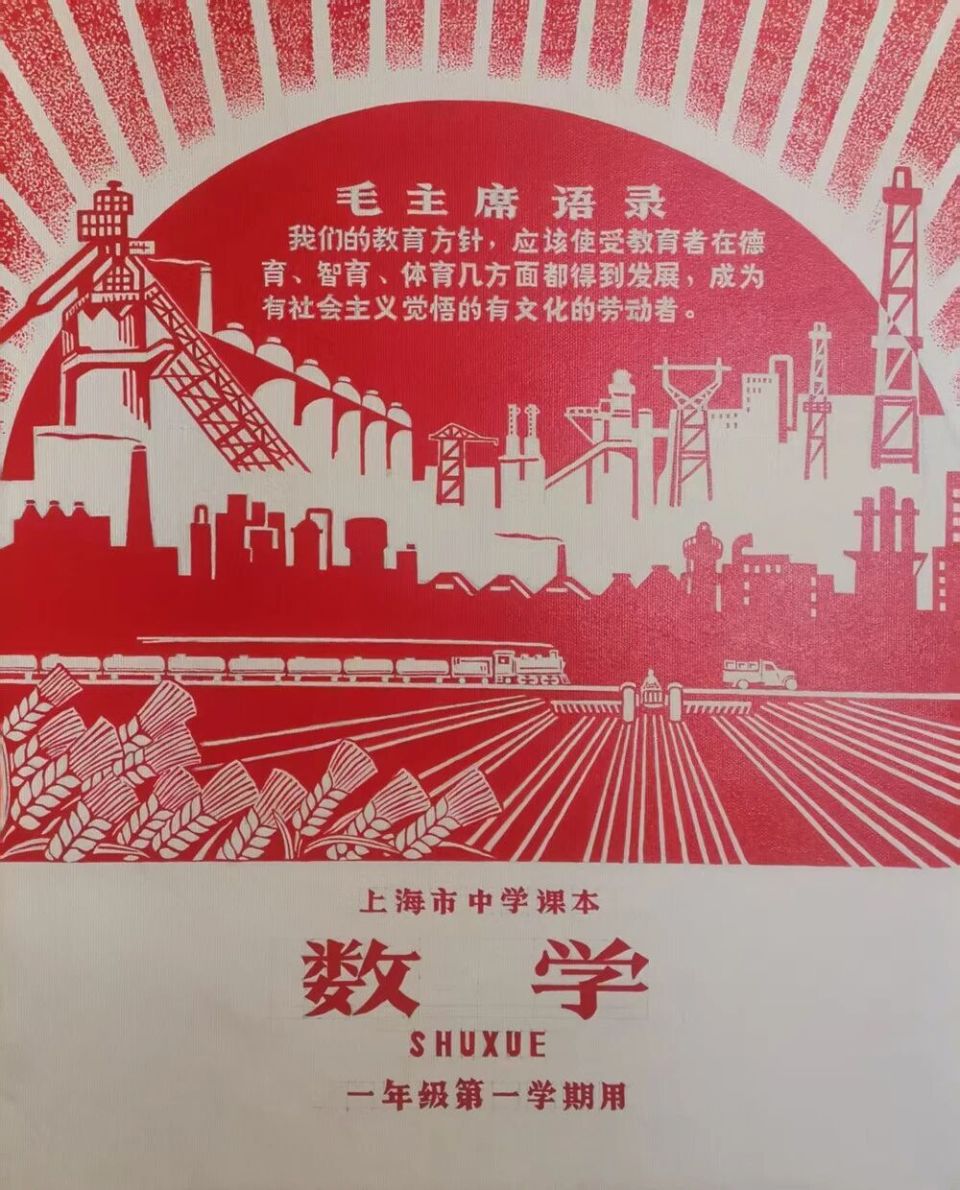 毛主席语录
我们的教育方针，应该使受教育者在德
育、智育、体育几方面都得到发展，成为
有社会主义觉悟的有文化的劳动者。
上海市中学课本
数学
SHUXUE
一年级第一学期用